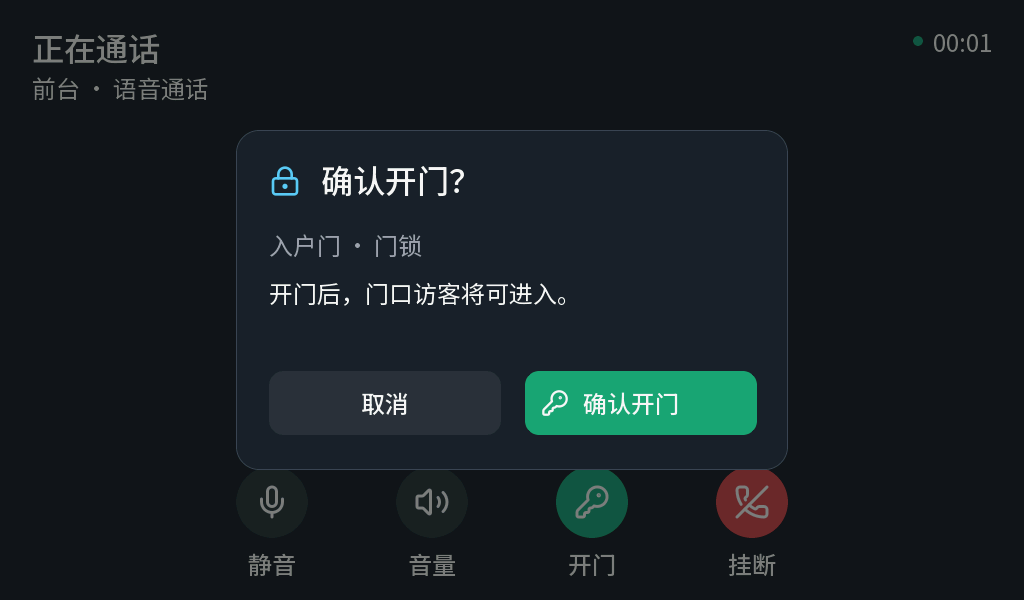 正在通话
00:01
前台 · 语音通话
确认开门？
入户门 · 门锁
开门后，门口访客将可进入。
取消
确认开门
静音
音量
开门
挂断